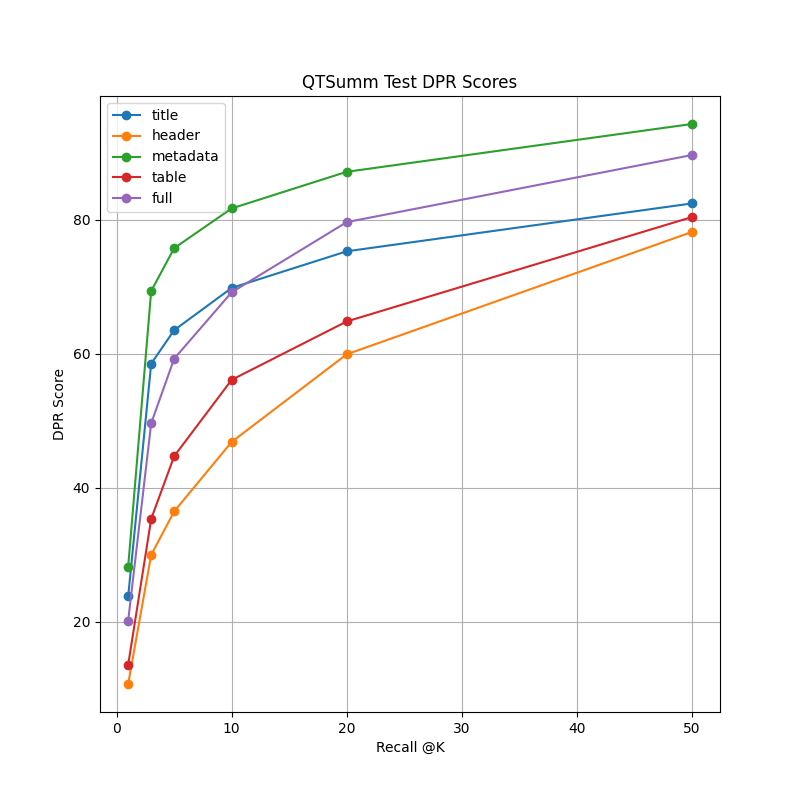 QTSumm Test DPR Scores
title
header
metadata
table
full
80
60
40
20
DPR Score
0 10 20 30 40 50
Recall @K